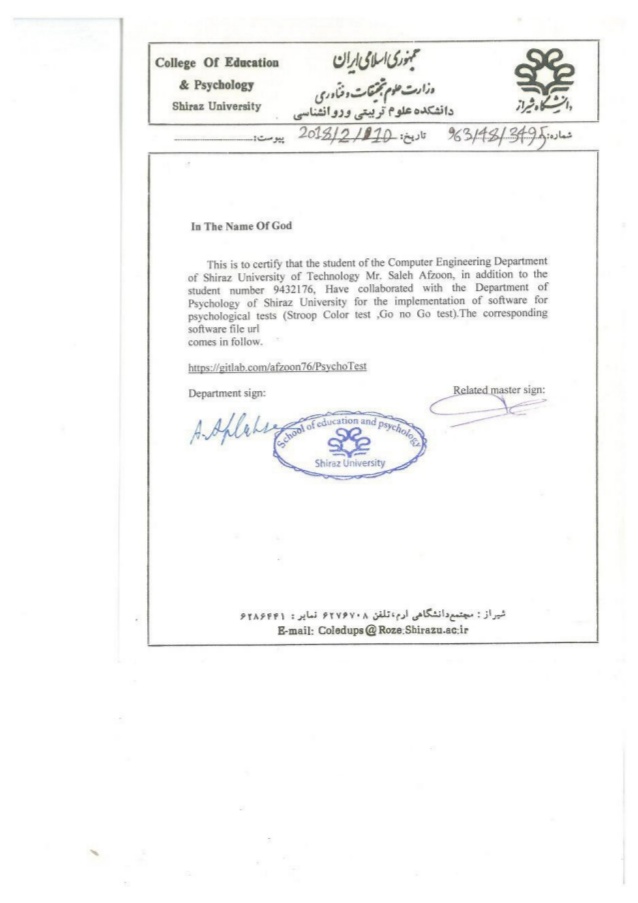 College Of Education
& Psychology
Shiraz University
جمهوری اسلامی ایران
وزارت علوم تحقیقات و فناوری
دانشکده علوم تربیتی وروانشناسی
دانشگاه شیراز
شماره: 963/48/3495
تاریخ: 2018/2/
پیوست:
In The Name Of God
This is to certify that the student of the Computer Engineering Department
of Shiraz University of Technology Mr. Saleh Afzoon, in addition to the
student number 9432176, Have collaborated with the Department of
Psychology of Shiraz University for the implementation of software for
psychological tests (Stroop Color test ,Go no Go test).The corresponding
software file url
comes in follow.
https://gitlab.com/afzoon76/PsychoTest
Department sign:
Related master sign:
School of education and psychology
Shiraz University
شیراز : مجتمع دانشگاهی ارم،تلفن ۶۲۷۶۷۰۸ نمابر : ۶۲۸۶۴۴۱
E-mail: Coledups@Roze.Shirazu.ac.ir